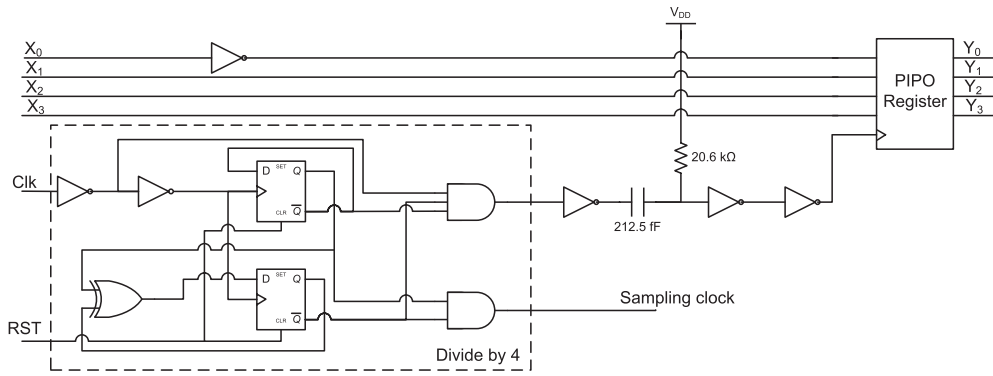 V_DD
X₀
X₁
X₂
X₃
PIPO
Register
Y₀
Y₁
Y₂
Y₃
20.6 kΩ
212.5 fF
Clk
D SET Q
CLR Q̅
D SET Q
CLR Q̅
RST
Sampling clock
Divide by 4